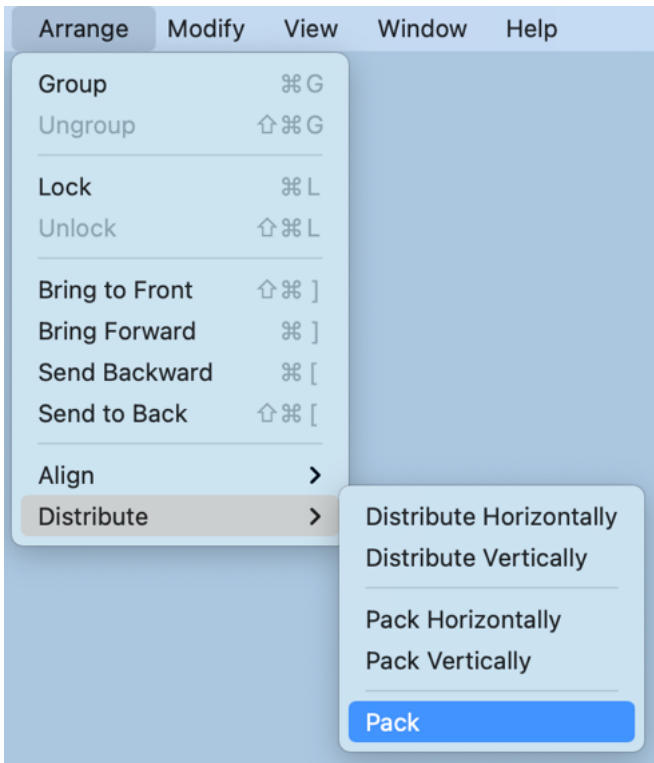 Arrange Modify View Window Help
Group ⌘G
Ungroup ⇧⌘G
Lock ⌘L
Unlock ⇧⌘L
Bring to Front ⇧⌘]
Bring Forward ⌘]
Send Backward ⌘[
Send to Back ⇧⌘[
Align
Distribute
Distribute Horizontally
Distribute Vertically
Pack Horizontally
Pack Vertically
Pack